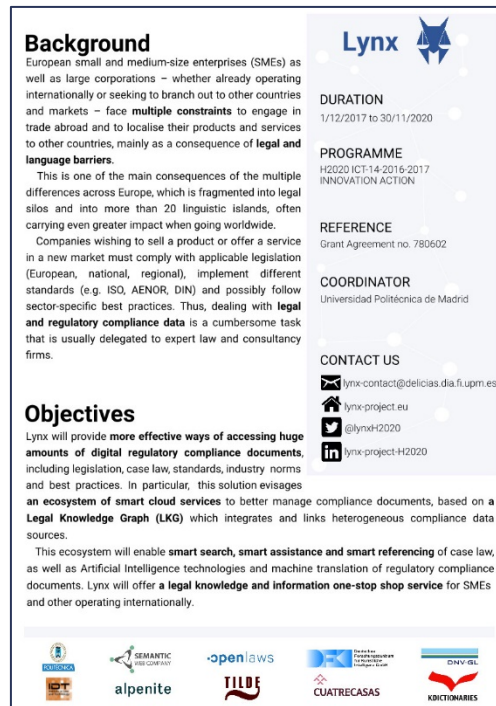 Background
European small and medium-size enterprises (SMEs) as
well as large corporations – whether already operating
internationally or seeking to branch out to other countries
and markets – face multiple constraints to engage in
trade abroad and to localise their products and services
to other countries, mainly as a consequence of legal and
language barriers.
This is one of the main consequences of the multiple
differences across Europe, which is fragmented into legal
silos and into more than 20 linguistic islands, often
carrying even greater impact when going worldwide.
Companies wishing to sell a product or offer a service
in a new market must comply with applicable legislation
(European, national, regional), implement different
standards (e.g. ISO, AENOR, DIN) and possibly follow
sector-specific best practices. Thus, dealing with legal
and regulatory compliance data is a cumbersome task
that is usually delegated to expert law and consultancy
firms.
Lynx
DURATION
1/12/2017 to 30/11/2020
PROGRAMME
H2020 ICT-14-2016-2017
INNOVATION ACTION
REFERENCE
Grant Agreement no. 780602
COORDINATOR
Universidad Politécnica de Madrid
CONTACT US
lynx-contact@delicias.dia.fi.upm.es
lynx-project.eu
@lynxH2020
in lynx-project-H2020
Objectives
Lynx will provide more effective ways of accessing huge
amounts of digital regulatory compliance documents,
including legislation, case law, standards, industry norms
and best practices. In particular, this solution evisages
an ecosystem of smart cloud services to better manage compliance documents, based on a
Legal Knowledge Graph (LKG) which integrates and links heterogeneous compliance data
sources.
This ecosystem will enable smart search, smart assistance and smart referencing of case law,
as well as Artificial Intelligence technologies and machine translation of regulatory compliance
documents. Lynx will offer a legal knowledge and information one-stop shop service for SMEs
and other operating internationally.
POLITÉCNICA
SEMANTIC
WEB COMPANY
openlaws
Deutsches
Forschungszentrum
für Künstliche
Intelligenz GmbH
DNV·GL
alpenite
TILDE
CUATRECASAS
KDICTIONARIES